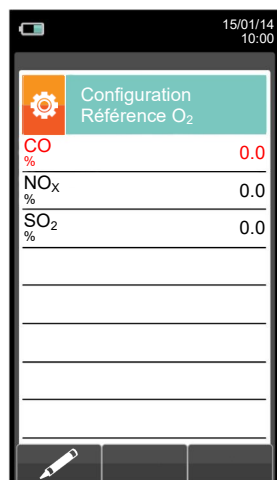 15/01/14
10:00
Configuration
Référence O₂
CO
%
0.0
NOX
%
0.0
SO₂
%
0.0